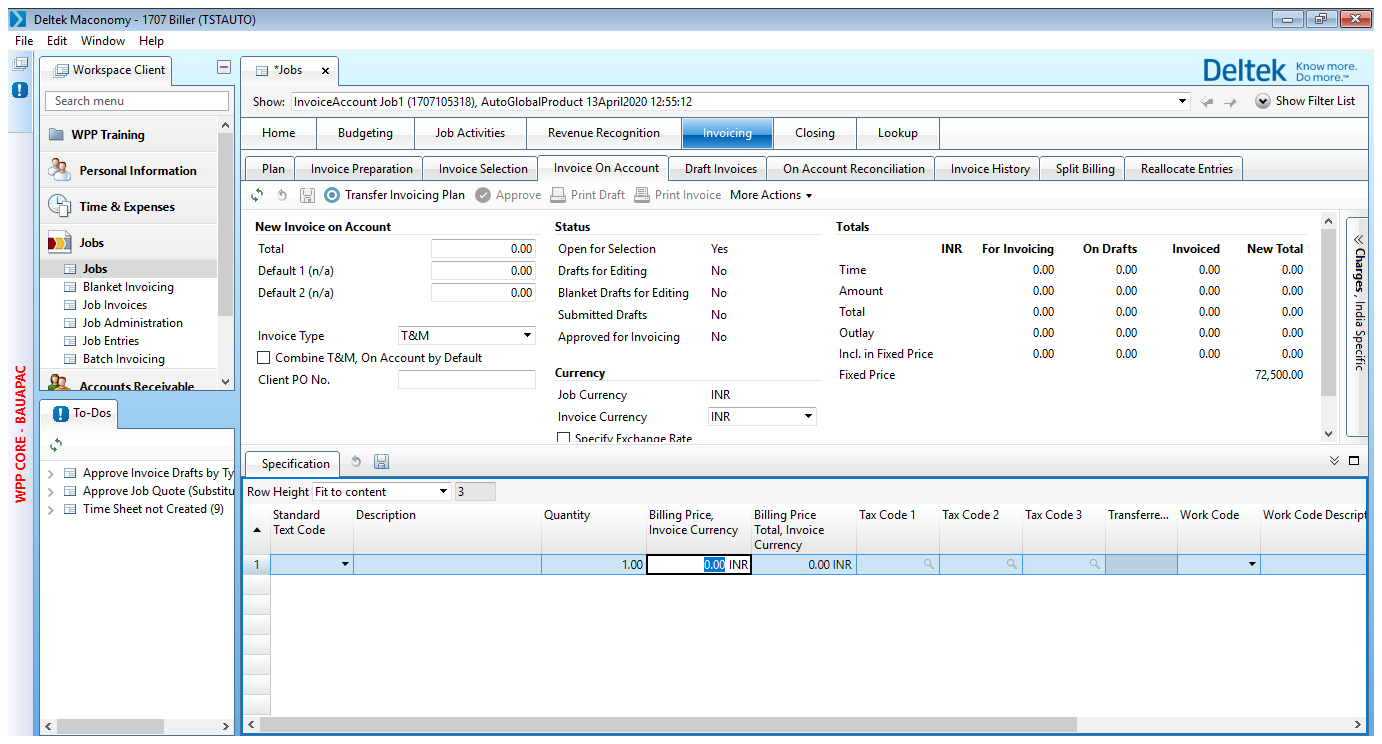 Deltek Maconomy - 1707 Biller (TSTAUTO)
File Edit Window Help
Workspace Client
Search menu
WPP Training
Personal Information
Time & Expenses
Jobs
Jobs
Blanket Invoicing
Job Invoices
Job Administration
Job Entries
Batch Invoicing
Accounts Receivable
WPP CORE - BAUAPAC
To-Dos
Approve Invoice Drafts by Ty
Approve Job Quote (Substitu
Time Sheet not Created (9)
*Jobs
Deltek Know more. Do more.™
Show: InvoiceAccount Job1 (1707105318), AutoGlobalProduct 13April2020 12:55:12 Show Filter List
Home Budgeting Job Activities Revenue Recognition Invoicing Closing Lookup
Plan Invoice Preparation Invoice Selection Invoice On Account Draft Invoices On Account Reconciliation Invoice History Split Billing Reallocate Entries
Transfer Invoicing Plan Approve Print Draft Print Invoice More Actions
New Invoice on Account
Total 0.00
Default 1 (n/a) 0.00
Default 2 (n/a) 0.00
Invoice Type T&M
Combine T&M, On Account by Default
Client PO No.
Status
Open for Selection Yes
Drafts for Editing No
Blanket Drafts for Editing No
Submitted Drafts No
Approved for Invoicing No
Currency
Job Currency INR
Invoice Currency INR
Specify Exchange Rate
Totals
INR For Invoicing On Drafts Invoiced New Total
Time 0.00 0.00 0.00 0.00
Amount 0.00 0.00 0.00 0.00
Total 0.00 0.00 0.00 0.00
Outlay 0.00 0.00 0.00 0.00
Incl. in Fixed Price 0.00 0.00 0.00 0.00
Fixed Price 72,500.00
Charges, India Specific
Specification
Row Height Fit to content 3
Standard Text Code Description Quantity Billing Price, Invoice Currency Billing Price Total, Invoice Currency Tax Code 1 Tax Code 2 Tax Code 3 Transferre... Work Code Work Code Descript
1 1.00 0.00 INR 0.00 INR